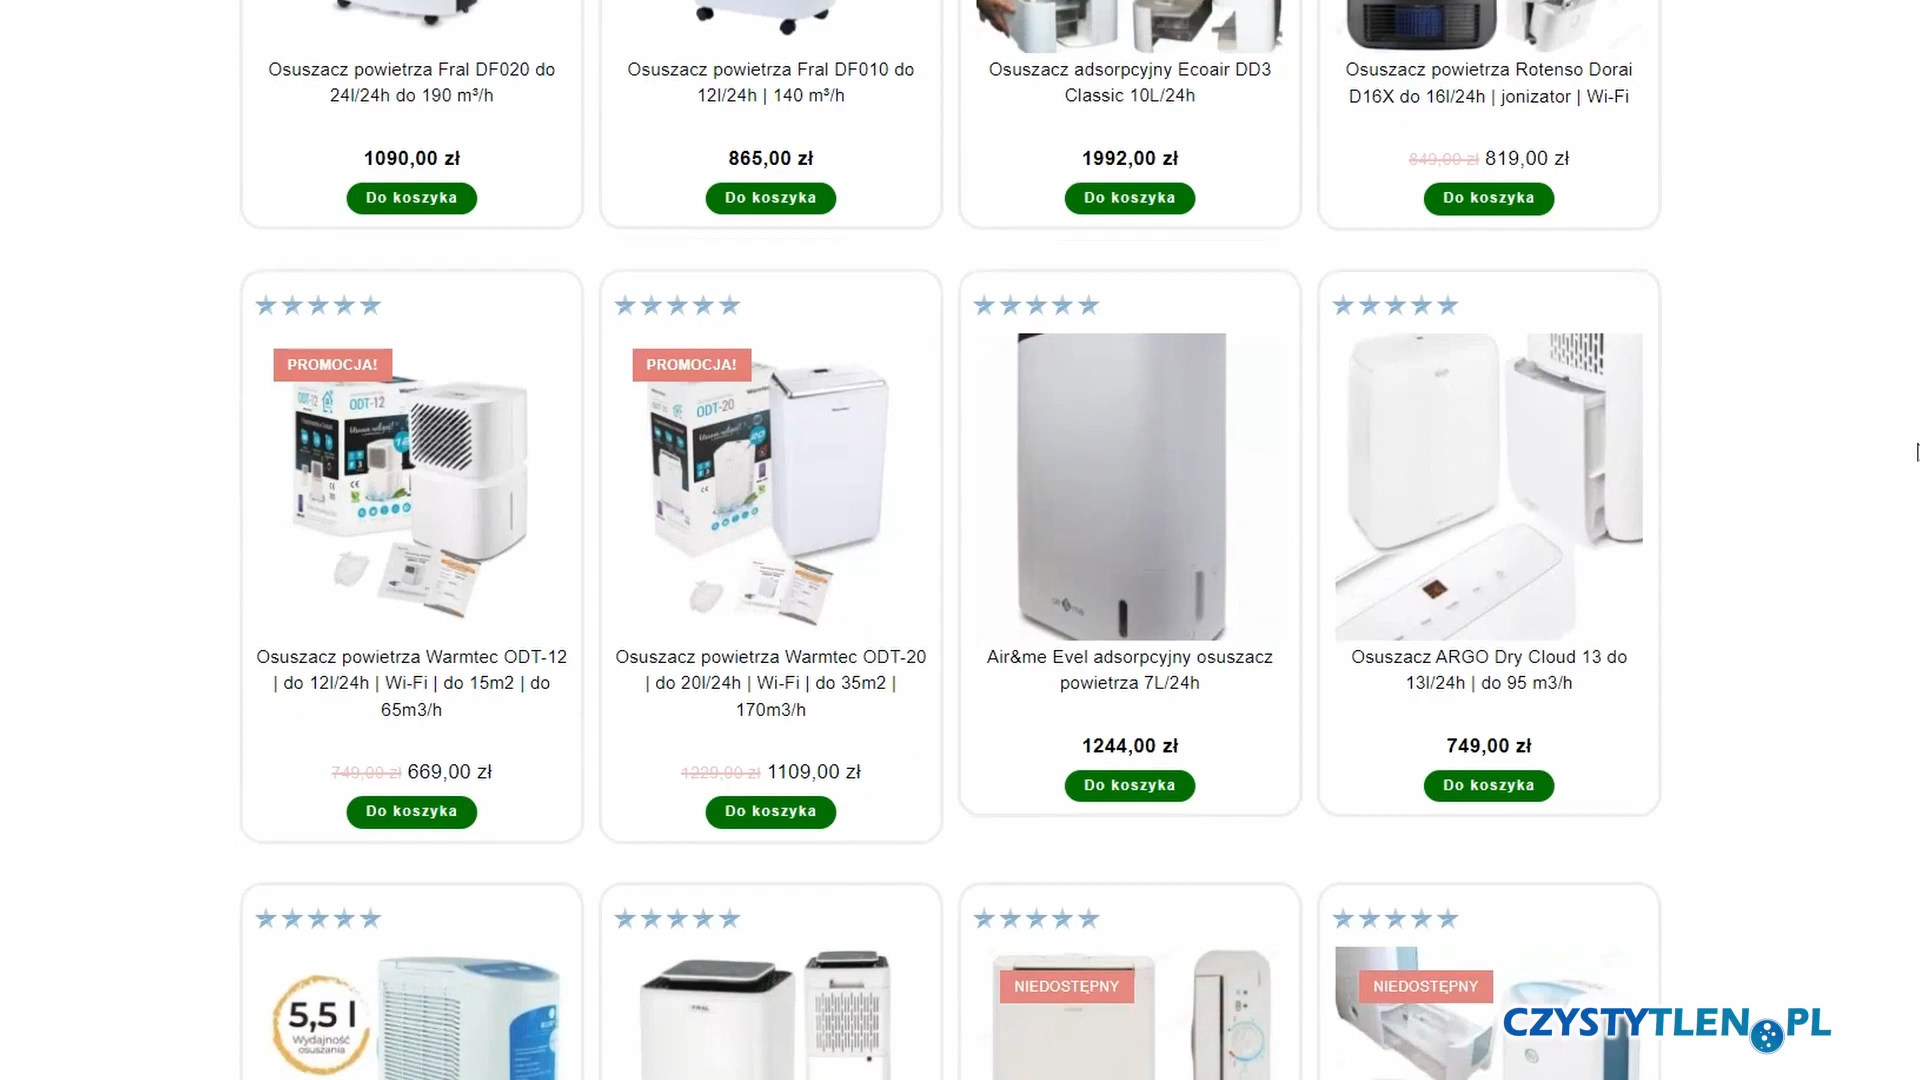 Osuszacz powietrza Fral DF020 do
24l/24h do 190 m³/h
1090,00 zł
Do koszyka
Osuszacz powietrza Fral DF010 do
12l/24h | 140 m³/h
865,00 zł
Do koszyka
Osuszacz adsorpcyjny Ecoair DD3
Classic 10L/24h
1992,00 zł
Do koszyka
Osuszacz powietrza Rotenso Dorai
D16X do 16l/24h | jonizator | Wi-Fi
849,00 zł 819,00 zł
Do koszyka
PROMOCJA!
ODT-12
ODT-12
Osuszacz powietrza Warmtec ODT-12
| do 12l/24h | Wi-Fi | do 15m2 | do
65m3/h
749,00 zł 669,00 zł
Do koszyka
PROMOCJA!
ODT-20
Osuszacz powietrza Warmtec ODT-20
| do 20l/24h | Wi-Fi | do 35m2 |
170m3/h
1229,00 zł 1109,00 zł
Do koszyka
Air&me Evel adsorpcyjny osuszacz
powietrza 7L/24h
1244,00 zł
Do koszyka
Osuszacz ARGO Dry Cloud 13 do
13l/24h | do 95 m3/h
749,00 zł
Do koszyka
5,5 l
Wydajność
osuszania
FRAL
NIEDOSTĘPNY
NIEDOSTĘPNY
CZYSTYTLEN.PL